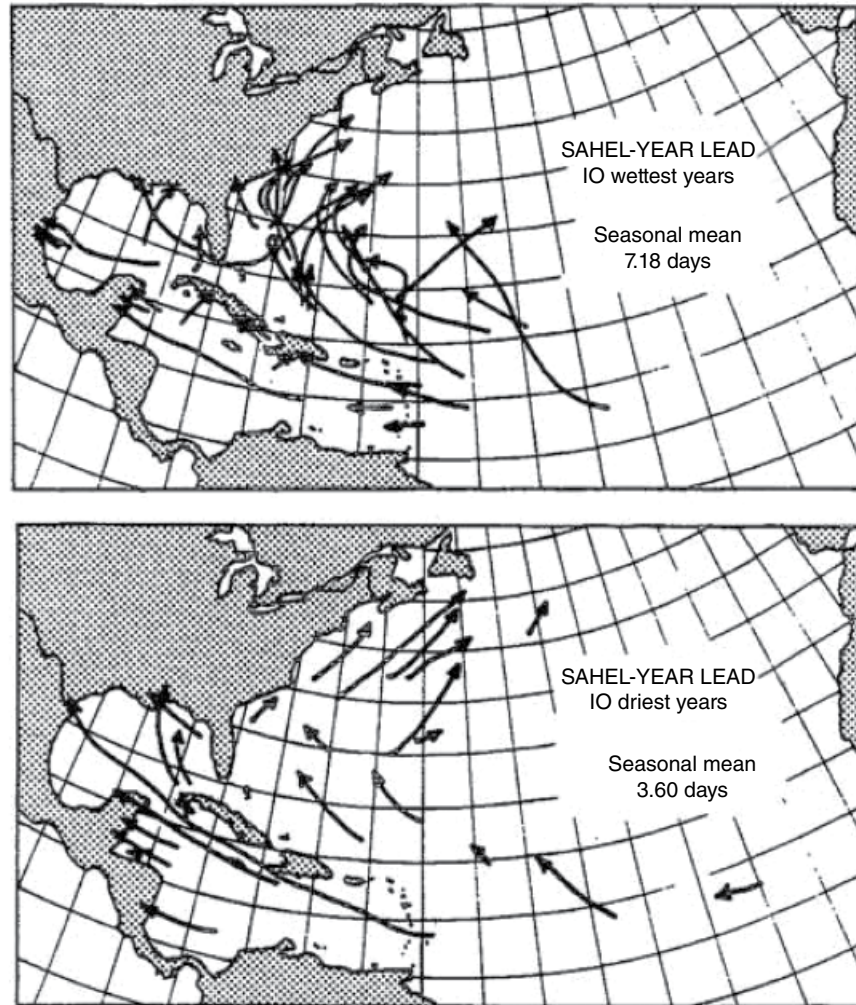 SAHEL-YEAR LEAD
IO wettest years
Seasonal mean
7.18 days
SAHEL-YEAR LEAD
IO driest years
Seasonal mean
3.60 days